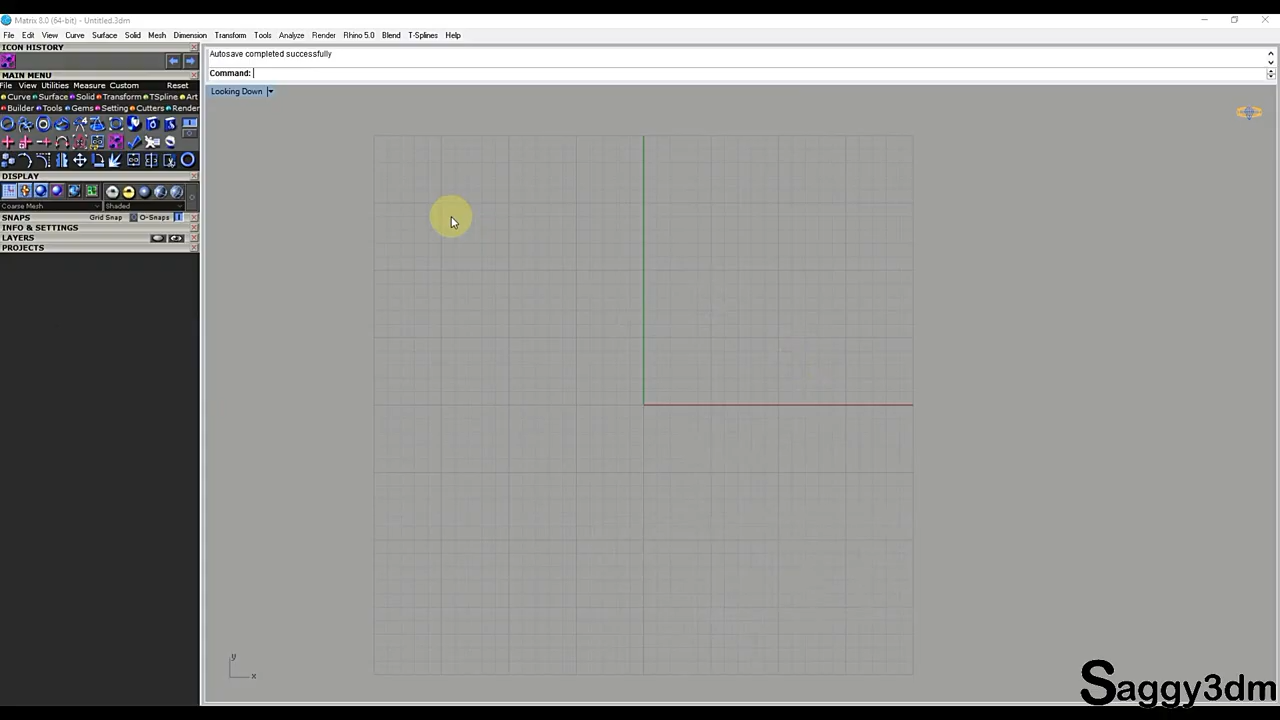 Matrix 8.0 (64-bit) - Untitled.3dm
File Edit View Curve Surface Solid Mesh Dimension Transform Tools Analyze Render Rhino 5.0 Blend T-Splines Help
ICON HISTORY
Autosave completed successfully
Command:
MAIN MENU
File View Utilities Measure Custom Reset
Curve Surface Solid Transform TSpline Art
Builder Tools Gems Setting Cutters Render
Looking Down
DISPLAY
Coarse Mesh Shaded
SNAPS Grid Snap O-Snaps
INFO & SETTINGS
LAYERS
PROJECTS
y
x
Saggy3dm